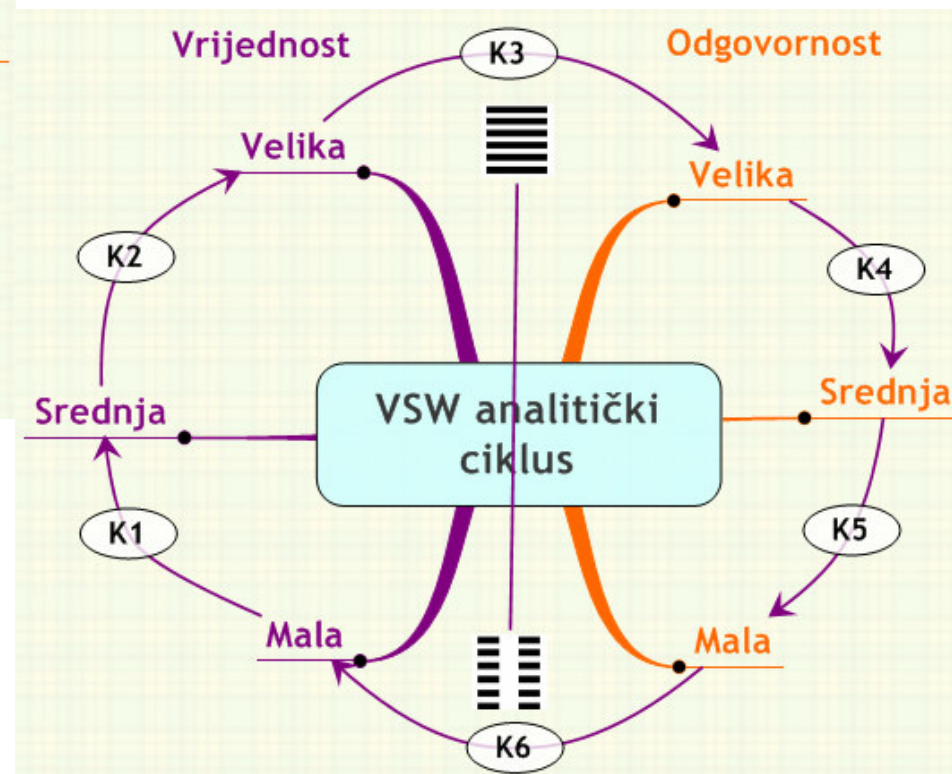 Vrijednost
K3
Odgovornost
Velika
Velika
K2
K4
Srednja
VSW analitički
ciklus
Srednja
K1
K5
Mala
Mala
K6